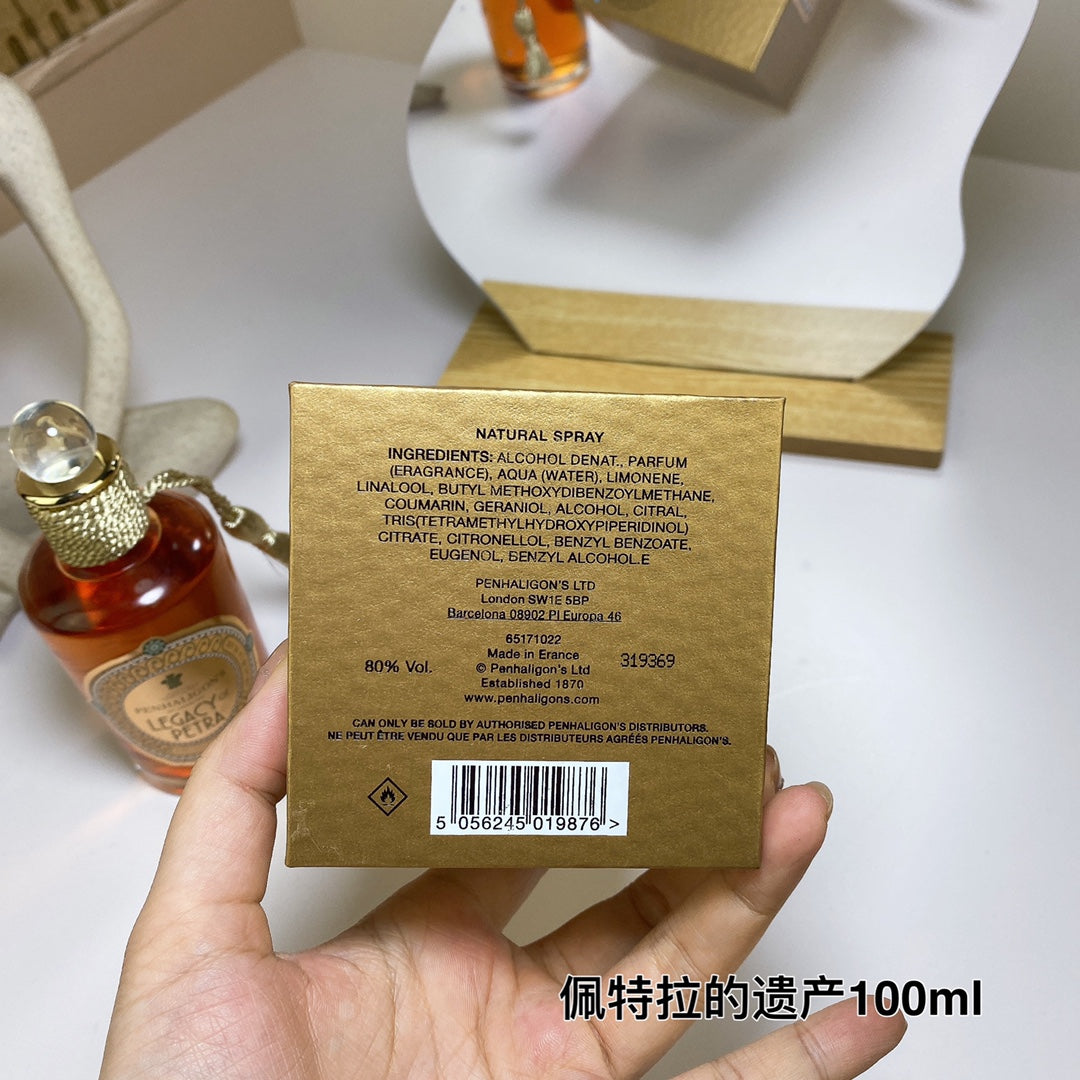 NATURAL SPRAY
INGREDIENTS: ALCOHOL DENAT., PARFUM
(ERAGRANCE), AQUA (WATER), LIMONENE,
LINALOOL, BUTYL METHOXYDIBENZOYLMETHANE,
COUMARIN, GERANIOL, ALCOHOL, CITRAL,
TRIS(TETRAMETHYLHYDROXYPIPERIDINOL)
CITRATE, CITRONELLOL, BENZYL BENZOATE,
EUGENOL, BENZYL ALCOHOL.E
PENHALIGON'S LTD
London SW1E 5BP
Barcelona 08902 Pl Europa 46
65171022
Made in Erance
80% Vol.
© Penhaligon's Ltd
319369
Established 1870
www.penhaligons.com
CAN ONLY BE SOLD BY AUTHORISED PENHALIGON'S DISTRIBUTORS.
NE PEUT ÊTRE VENDU QUE PAR LES DISTRIBUTEURS AGRÉÉS PENHALIGON'S.
5 056245 019876 >
PENHALIGON'S
LEGACY
OF
PETRA
佩特拉的遗产100ml